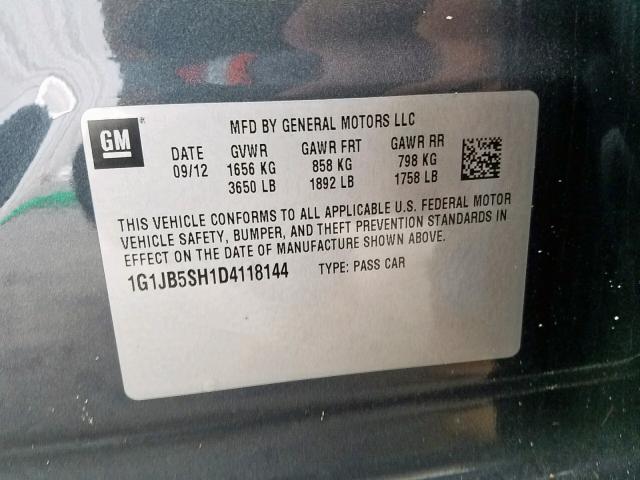 GM
MFD BY GENERAL MOTORS LLC
DATE GVWR GAWR FRT GAWR RR
09/12 1656 KG 858 KG 798 KG
3650 LB 1892 LB 1758 LB
THIS VEHICLE CONFORMS TO ALL APPLICABLE U.S. FEDERAL MOTOR
VEHICLE SAFETY, BUMPER, AND THEFT PREVENTION STANDARDS IN
EFFECT ON THE DATE OF MANUFACTURE SHOWN ABOVE.
1G1JB5SH1D4118144 TYPE: PASS CAR